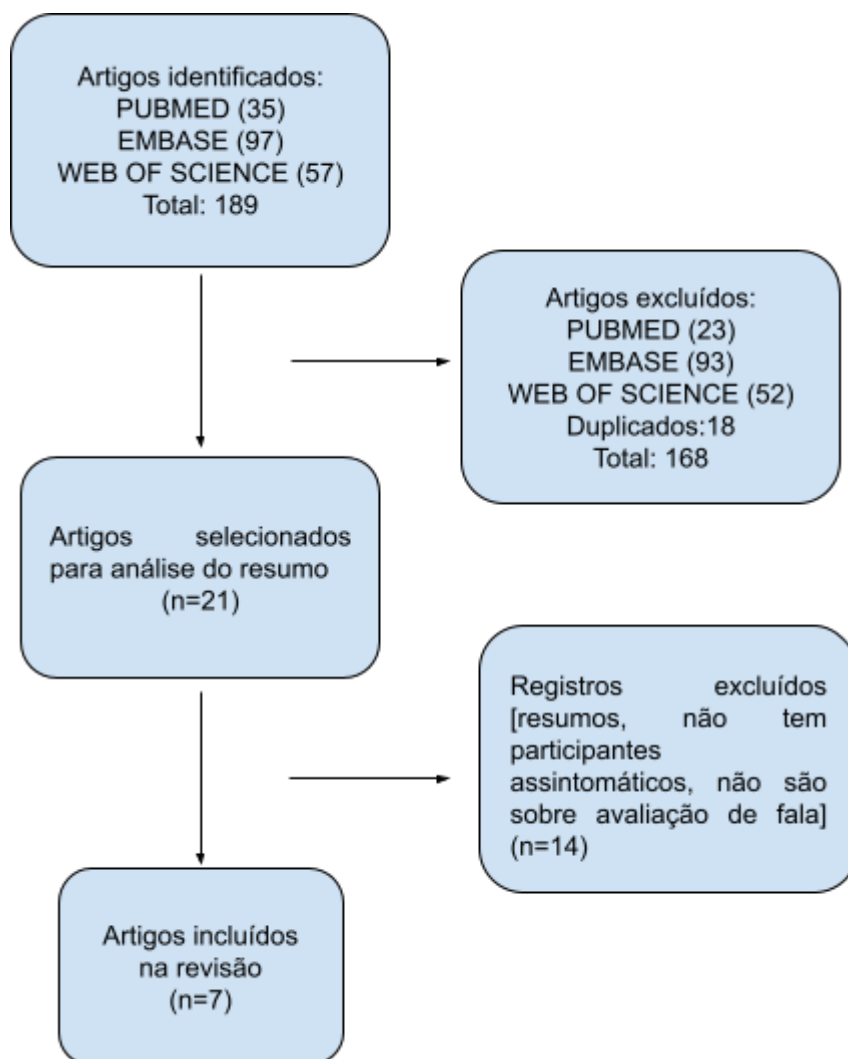 Artigos identificados:
PUBMED (35)
EMBASE (97)
WEB OF SCIENCE (57)
Total: 189
Artigos excluídos:
PUBMED (23)
EMBASE (93)
WEB OF SCIENCE (52)
Duplicados:18
Total: 168
Artigos selecionados
para análise do resumo
(n=21)
Registros excluídos
[resumos, não tem
participantes
assintomáticos, não são
sobre avaliação de fala]
(n=14)
Artigos incluídos
na revisão
(n=7)